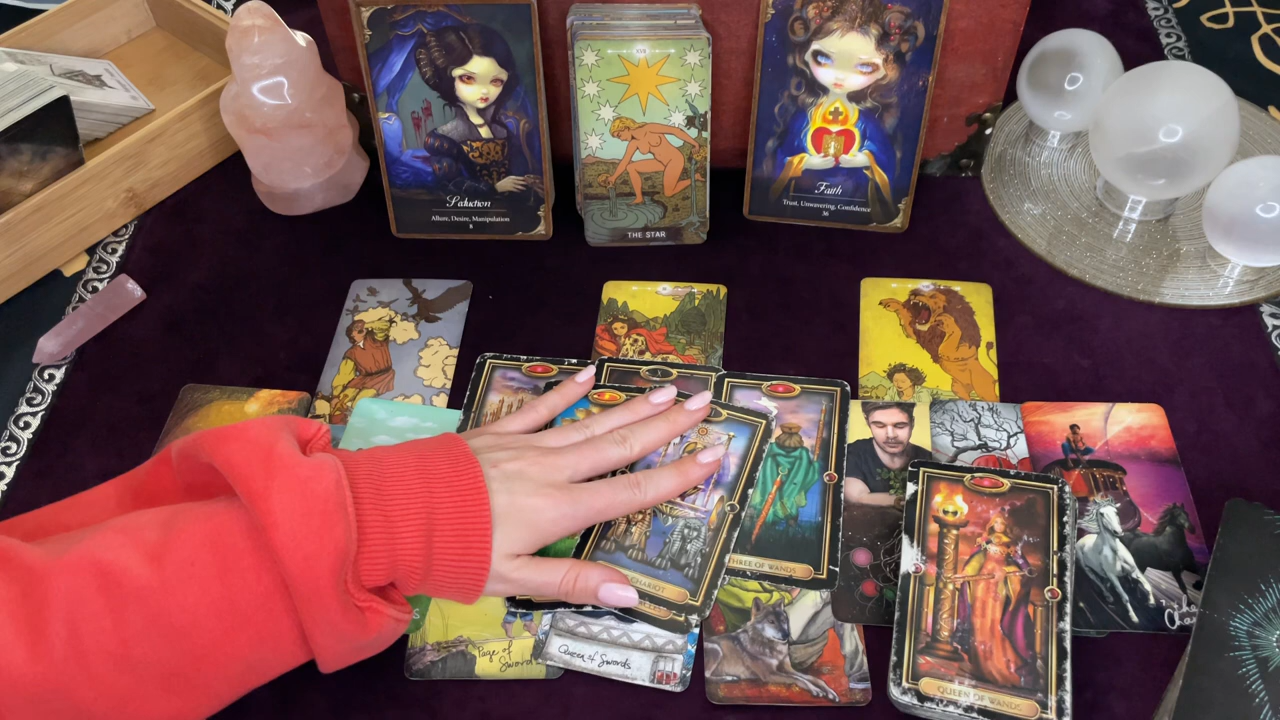 Seduction
Allure, Desire, Manipulation
8
XVII
THE STAR
Faith
Trust, Unwavering, Confidence
36
THREE OF WANDS
CHARIOT
Page of
Swords
Queen of Swords
QUEEN OF WANDS